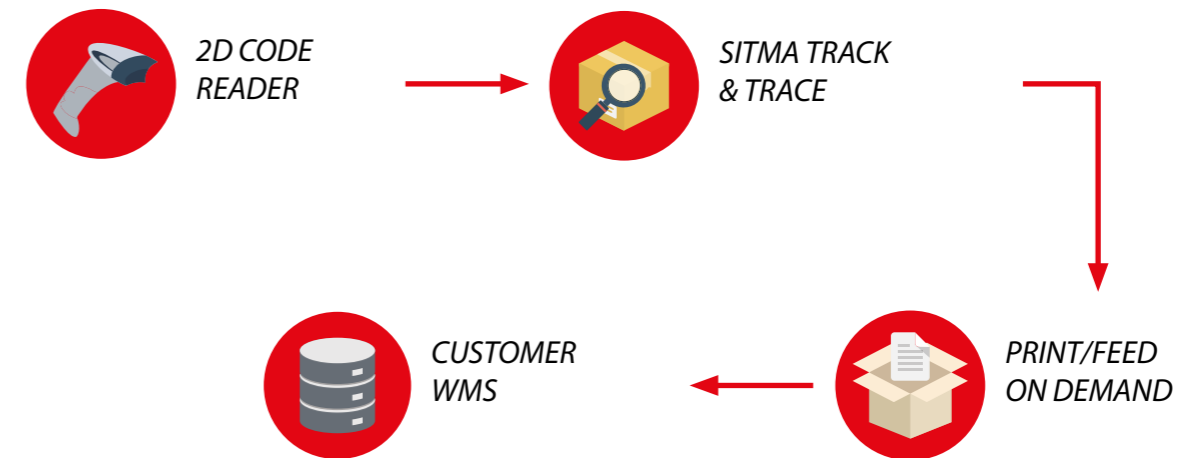 2D CODE
READER
SITMA TRACK
& TRACE
PRINT/FEED
ON DEMAND
CUSTOMER
WMS